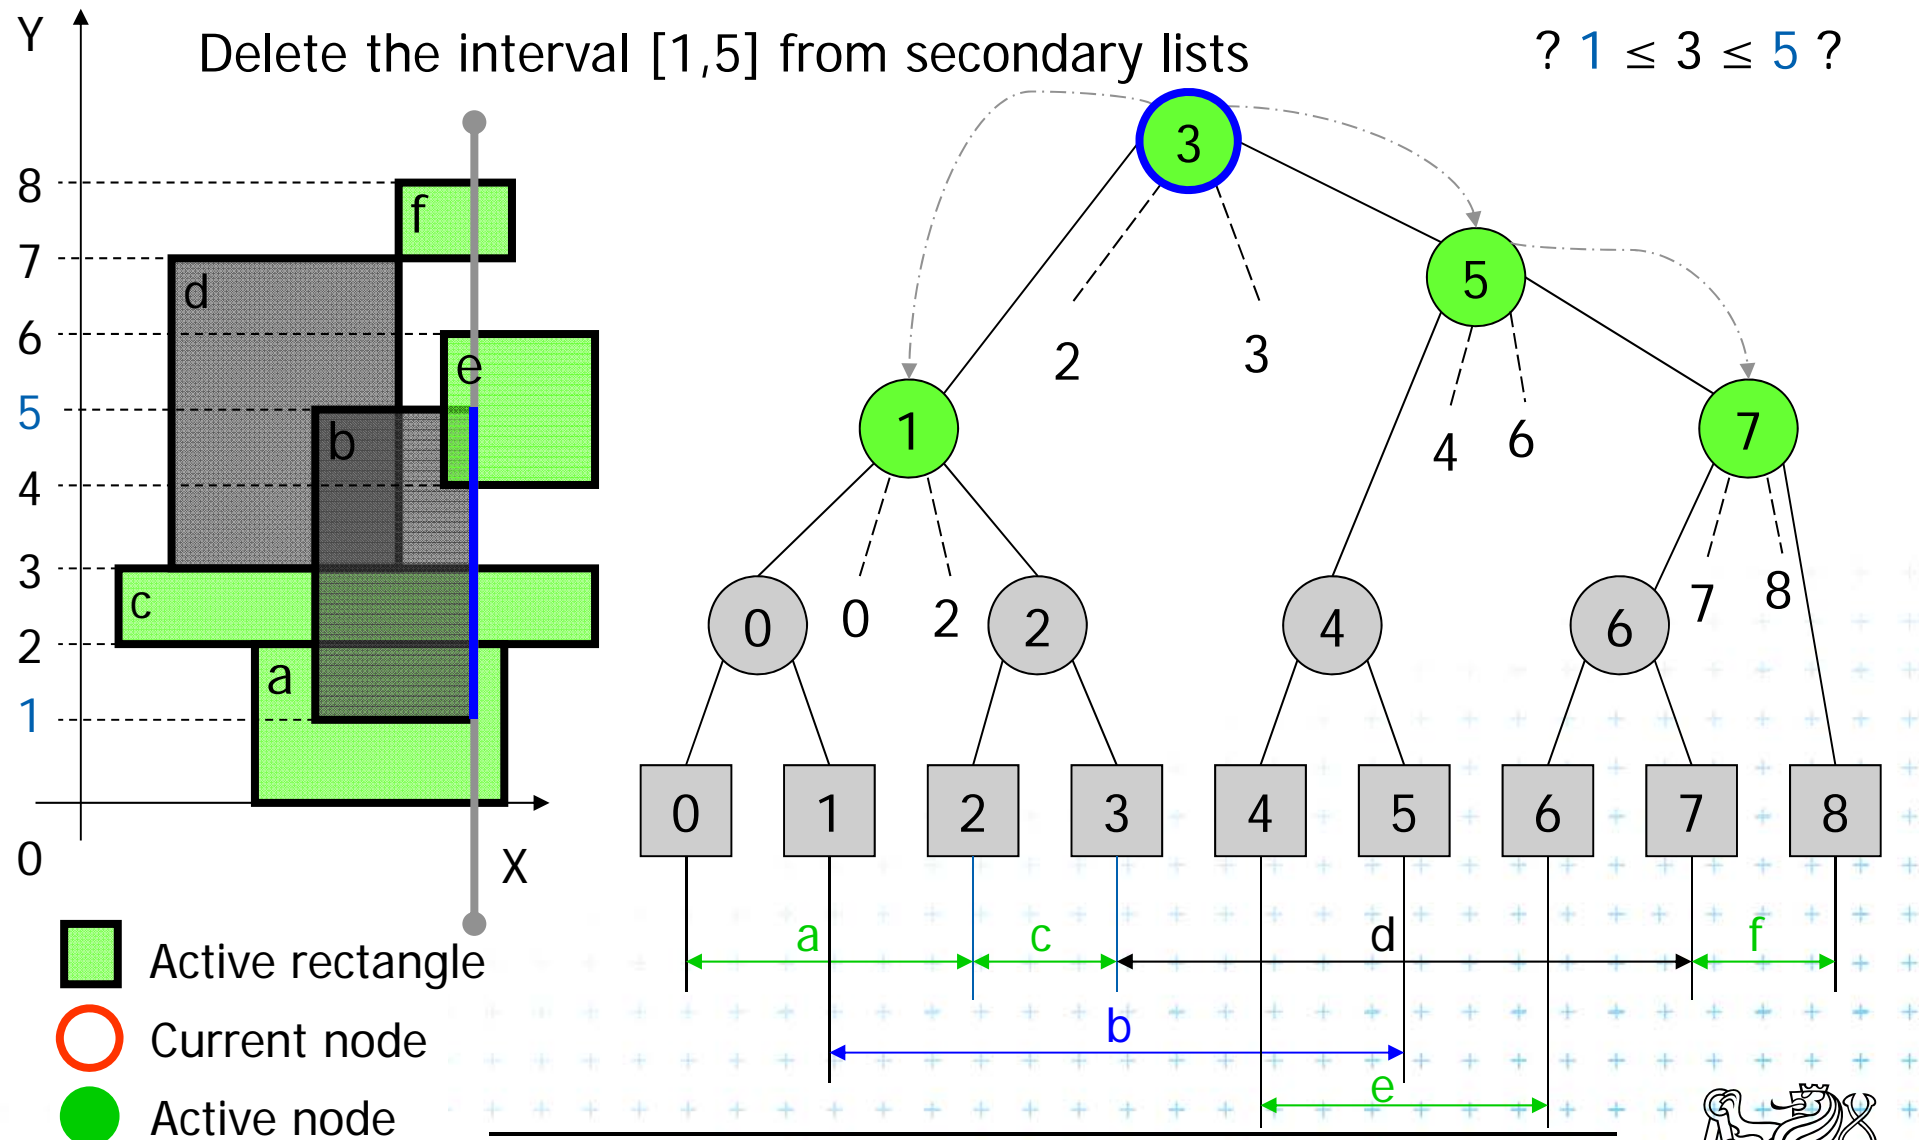 Y
Delete the interval [1,5] from secondary lists
? 1 ≤ 3 ≤ 5 ?
3
8
f
7
d
5
6
e
2
3
5
b
1
4
6
7
4
3
c
0
0
2
2
4
6
7
8
2
a
1
0
1
2
3
4
5
6
7
8
0
X
a
c
d
f
Active rectangle
b
Current node
e
Active node